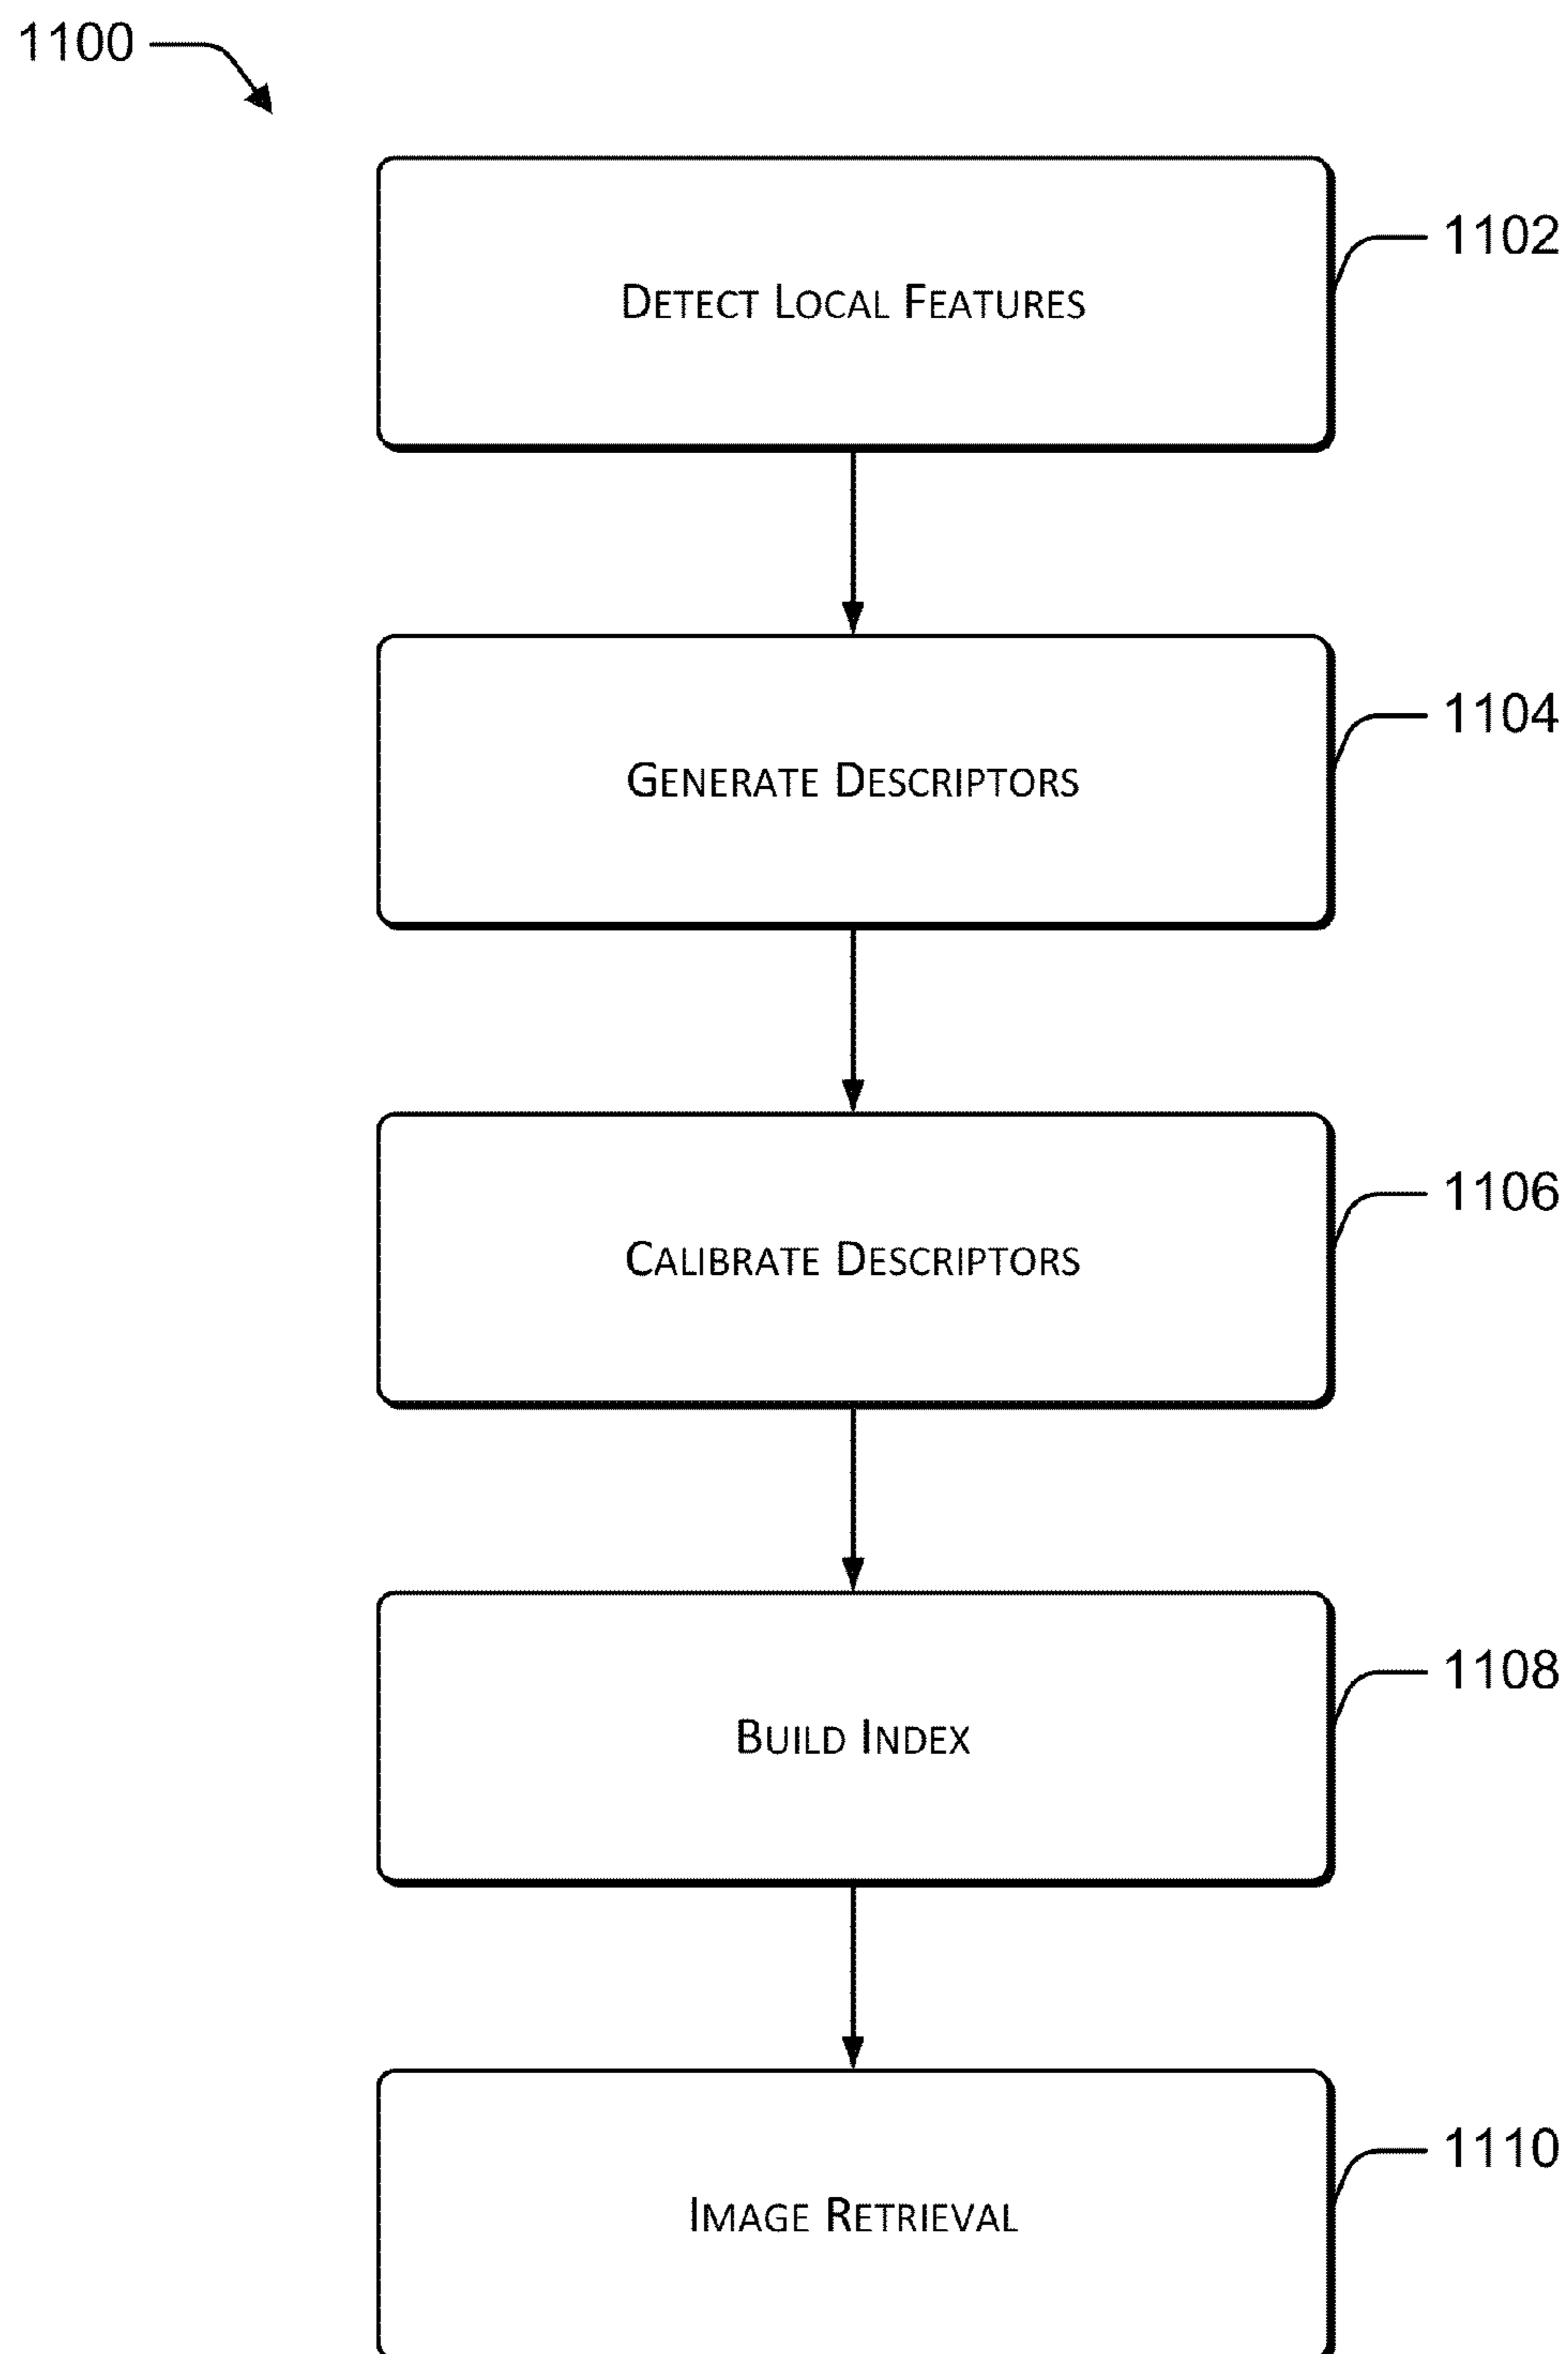 1100
DETECT LOCAL FEATURES
1102
GENERATE DESCRIPTORS
1104
CALIBRATE DESCRIPTORS
1106
BUILD INDEX
1108
IMAGE RETRIEVAL
1110